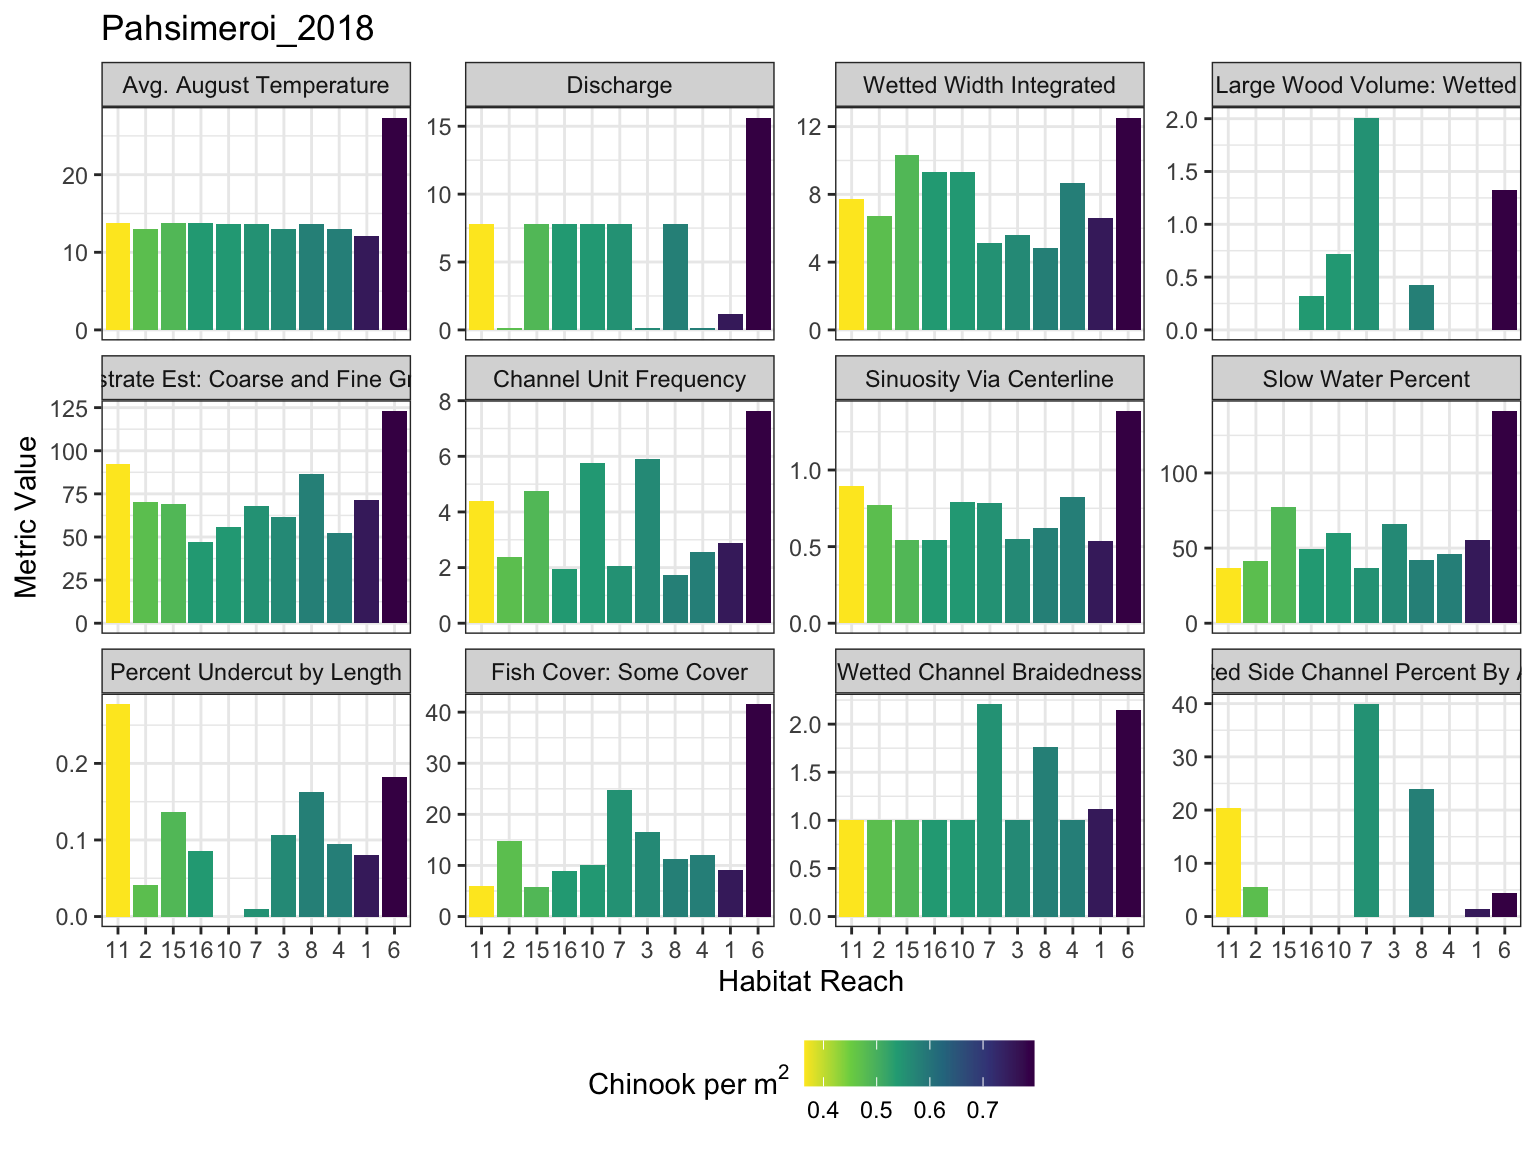 Pahsimeroi_2018
Avg. August Temperature
Discharge
Wetted Width Integrated
Large Wood Volume: Wetted
20
10
0
15
10
5
0
12
8
4
0
2.0
1.5
1.0
0.5
0.0
strate Est: Coarse and Fine Gr
Channel Unit Frequency
Sinuosity Via Centerline
Slow Water Percent
125
100
75
50
25
0
8
6
4
2
0
1.0
0.5
0.0
100
50
0
Metric Value
Percent Undercut by Length
Fish Cover: Some Cover
Wetted Channel Braidedness
ted Side Channel Percent By A
0.2
0.1
0.0
40
30
20
10
0
2.0
1.5
1.0
0.5
0.0
40
30
20
10
0
11 2 15 16 10 7 3 8 4 1 6
11 2 15 16 10 7 3 8 4 1 6
11 2 15 16 10 7 3 8 4 1 6
11 2 15 16 10 7 3 8 4 1 6
Habitat Reach
Chinook per m²
0.4 0.5 0.6 0.7